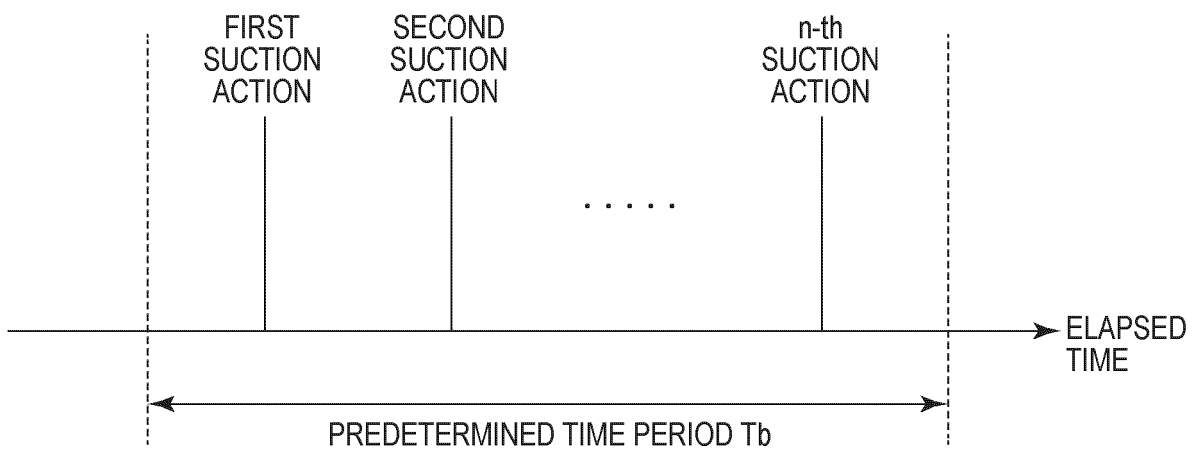 FIRST
SUCTION
ACTION
SECOND
SUCTION
ACTION
n-th
SUCTION
ACTION
.....
ELAPSED
TIME
PREDETERMINED TIME PERIOD Tb